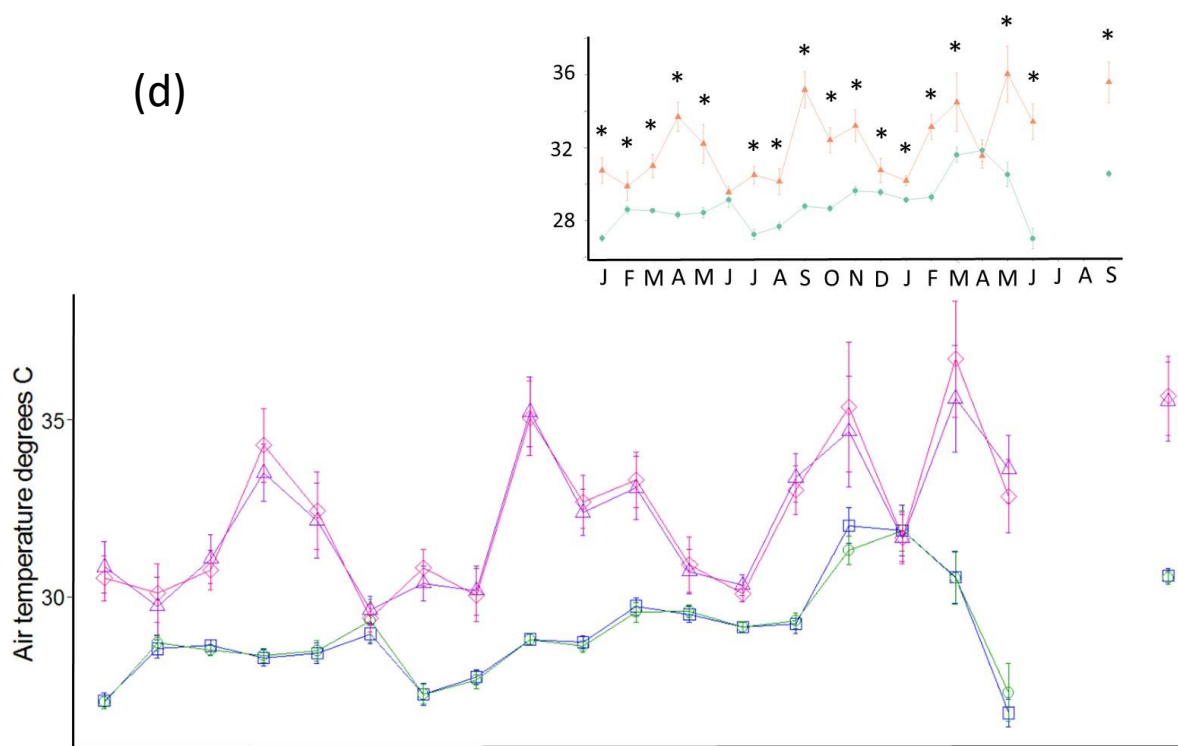 (d)
* * * * * * * * * * * * * * * * * *
36
32
28
J F M A M J J A S O N D J F M A M J J A S
Air temperature degrees C
35
30